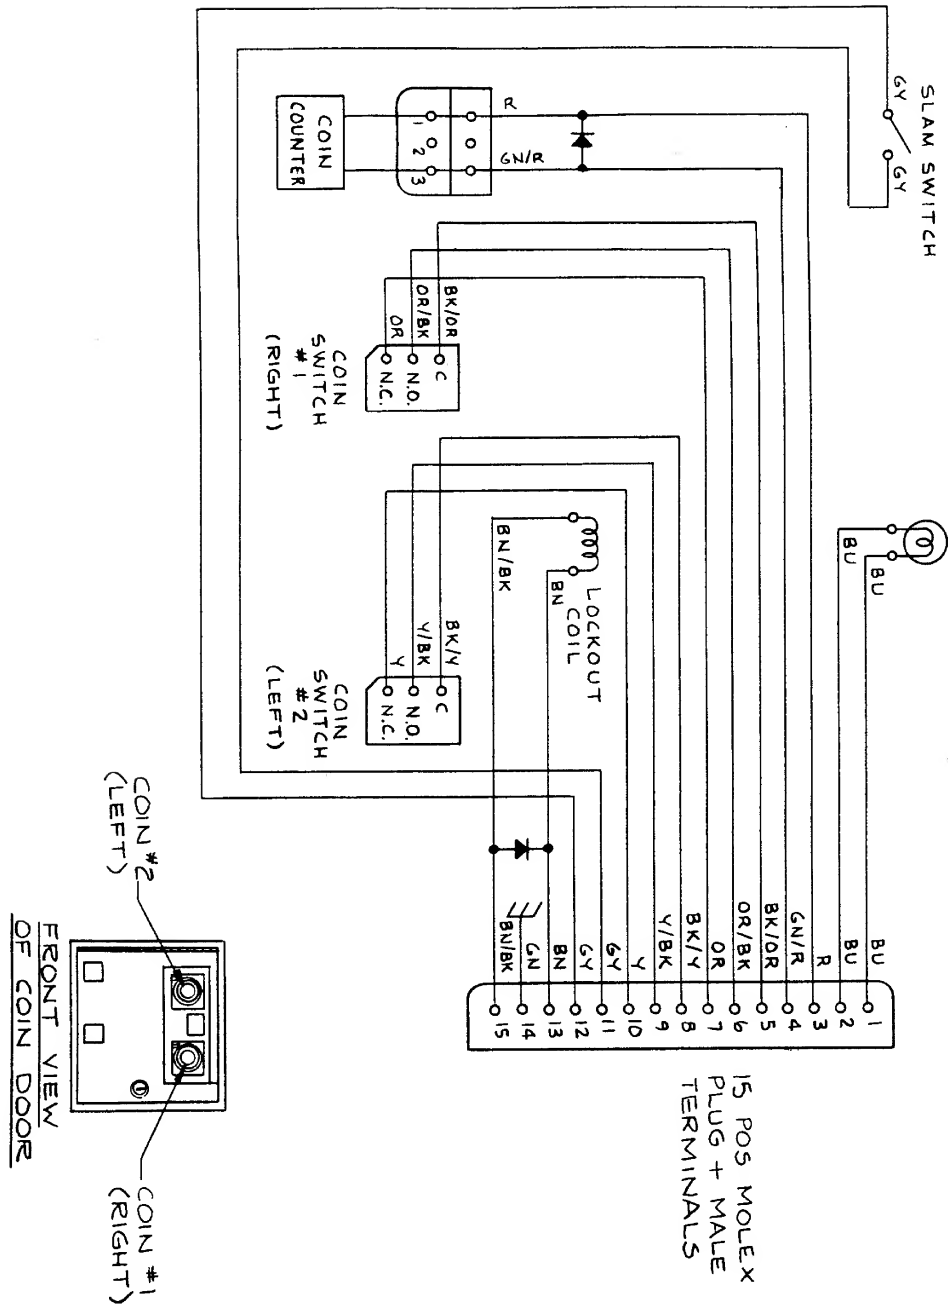 SLAM SWITCH
GY
GY
R
GN/R
1
2
3
COIN
COUNTER
BK/OR
OR/BK
OR
C
N.O.
N.C.
COIN
SWITCH
#1
(RIGHT)
BU
BU
BN/BK
BN
LOCKOUT
COIL
BK/Y
Y/BK
Y
C
N.O.
N.C.
COIN
SWITCH
#2
(LEFT)
BU
BU
R
GN/R
BK/OR
OR/BK
OR
BK/Y
Y/BK
Y
GY
GY
BN
GN
BN/BK
1
2
3
4
5
6
7
8
9
10
11
12
13
14
15
15 POS MOLEX
PLUG + MALE
TERMINALS
COIN #2
(LEFT)
COIN #1
(RIGHT)
FRONT VIEW
OF COIN DOOR